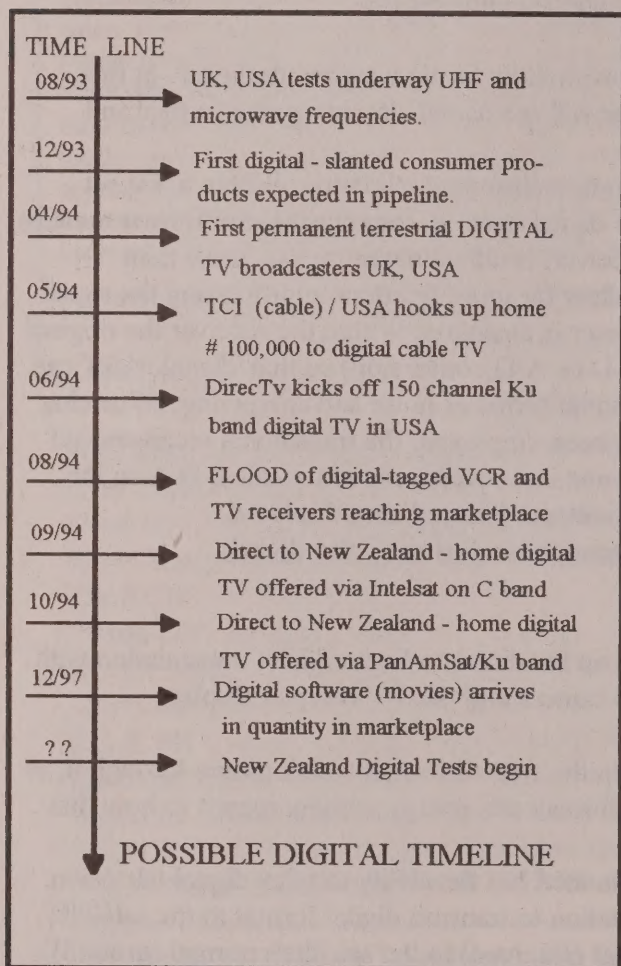 TIME LINE
08/93 UK, USA tests underway UHF and
microwave frequencies.
12/93 First digital - slanted consumer pro-
ducts expected in pipeline.
04/94 First permanent terrestrial DIGITAL
TV broadcasters UK, USA
05/94 TCI (cable) / USA hooks up home
# 100,000 to digital cable TV
06/94 DirecTv kicks off 150 channel Ku
band digital TV in USA
08/94 FLOOD of digital-tagged VCR and
TV receivers reaching marketplace
09/94 Direct to New Zealand - home digital
TV offered via Intelsat on C band
10/94 Direct to New Zealand - home digital
TV offered via PanAmSat/Ku band
12/97 Digital software (movies) arrives
in quantity in marketplace
? ? New Zealand Digital Tests begin
POSSIBLE DIGITAL TIMELINE